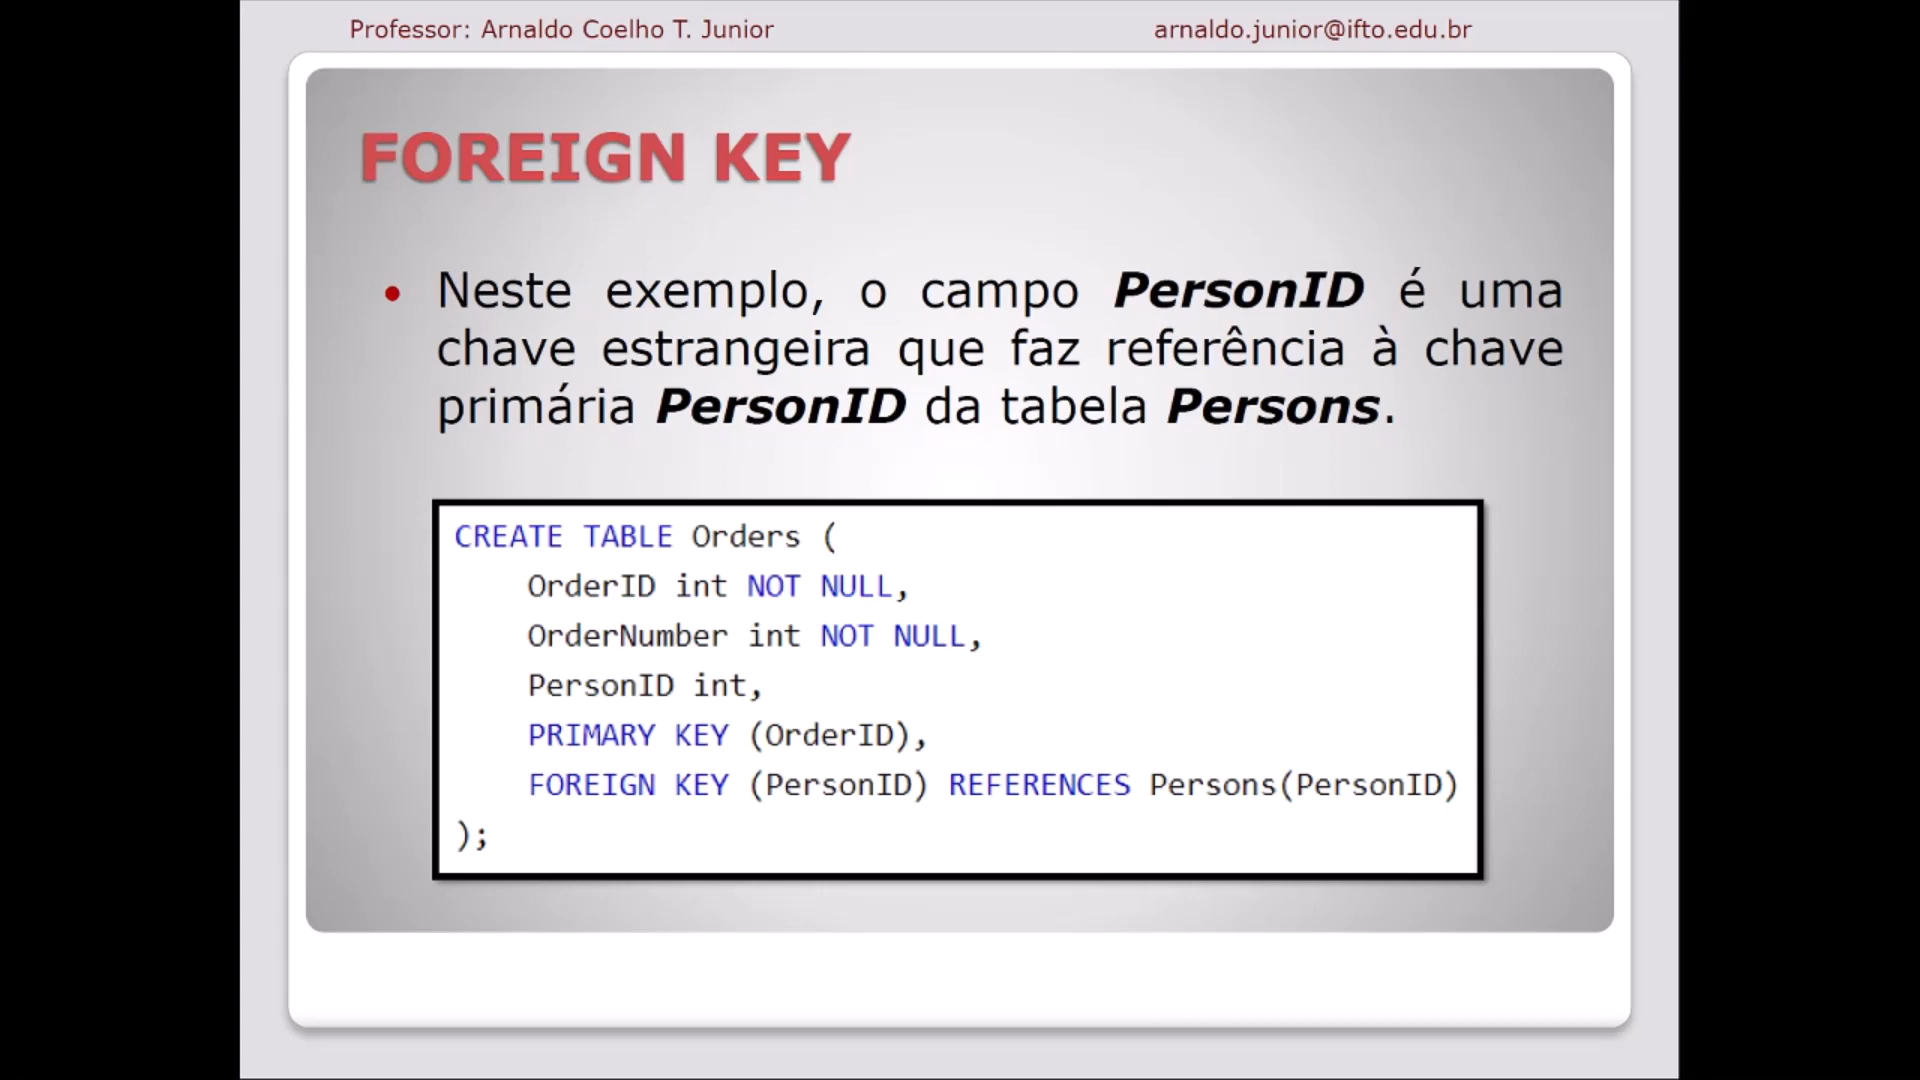 Professor: Arnaldo Coelho T. Junior arnaldo.junior@ifto.edu.br
FOREIGN KEY
• Neste exemplo, o campo PersonID é uma
chave estrangeira que faz referência à chave
primária PersonID da tabela Persons.
CREATE TABLE Orders (
    OrderID int NOT NULL,
    OrderNumber int NOT NULL,
    PersonID int,
    PRIMARY KEY (OrderID),
    FOREIGN KEY (PersonID) REFERENCES Persons(PersonID)
);